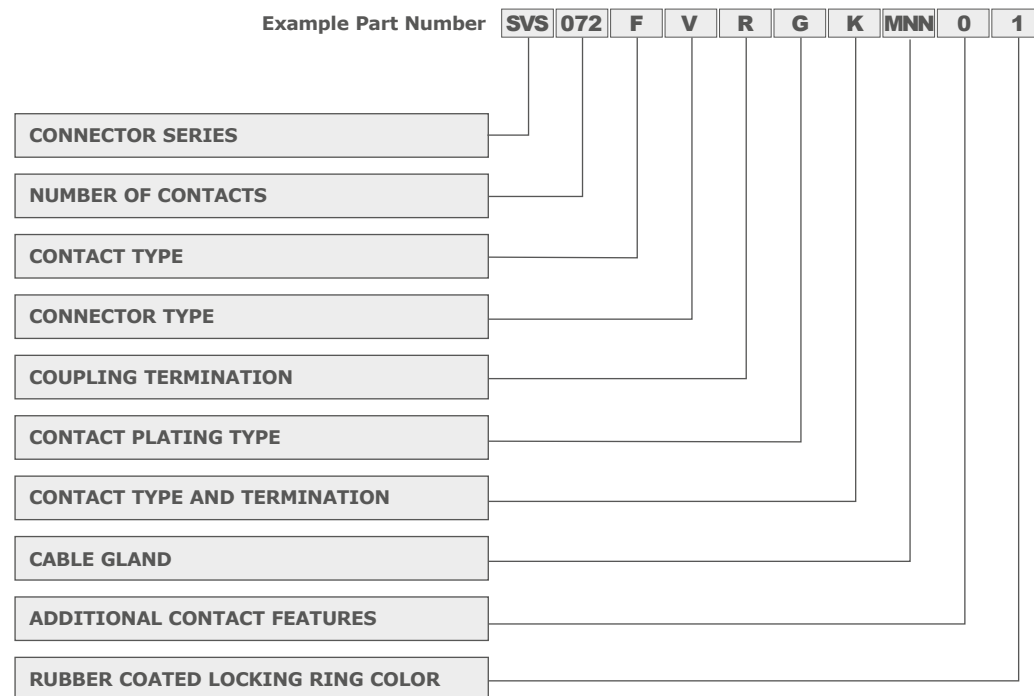 Example Part Number SVS 072 F V R G K MNN 0 1
CONNECTOR SERIES
NUMBER OF CONTACTS
CONTACT TYPE
CONNECTOR TYPE
COUPLING TERMINATION
CONTACT PLATING TYPE
CONTACT TYPE AND TERMINATION
CABLE GLAND
ADDITIONAL CONTACT FEATURES
RUBBER COATED LOCKING RING COLOR